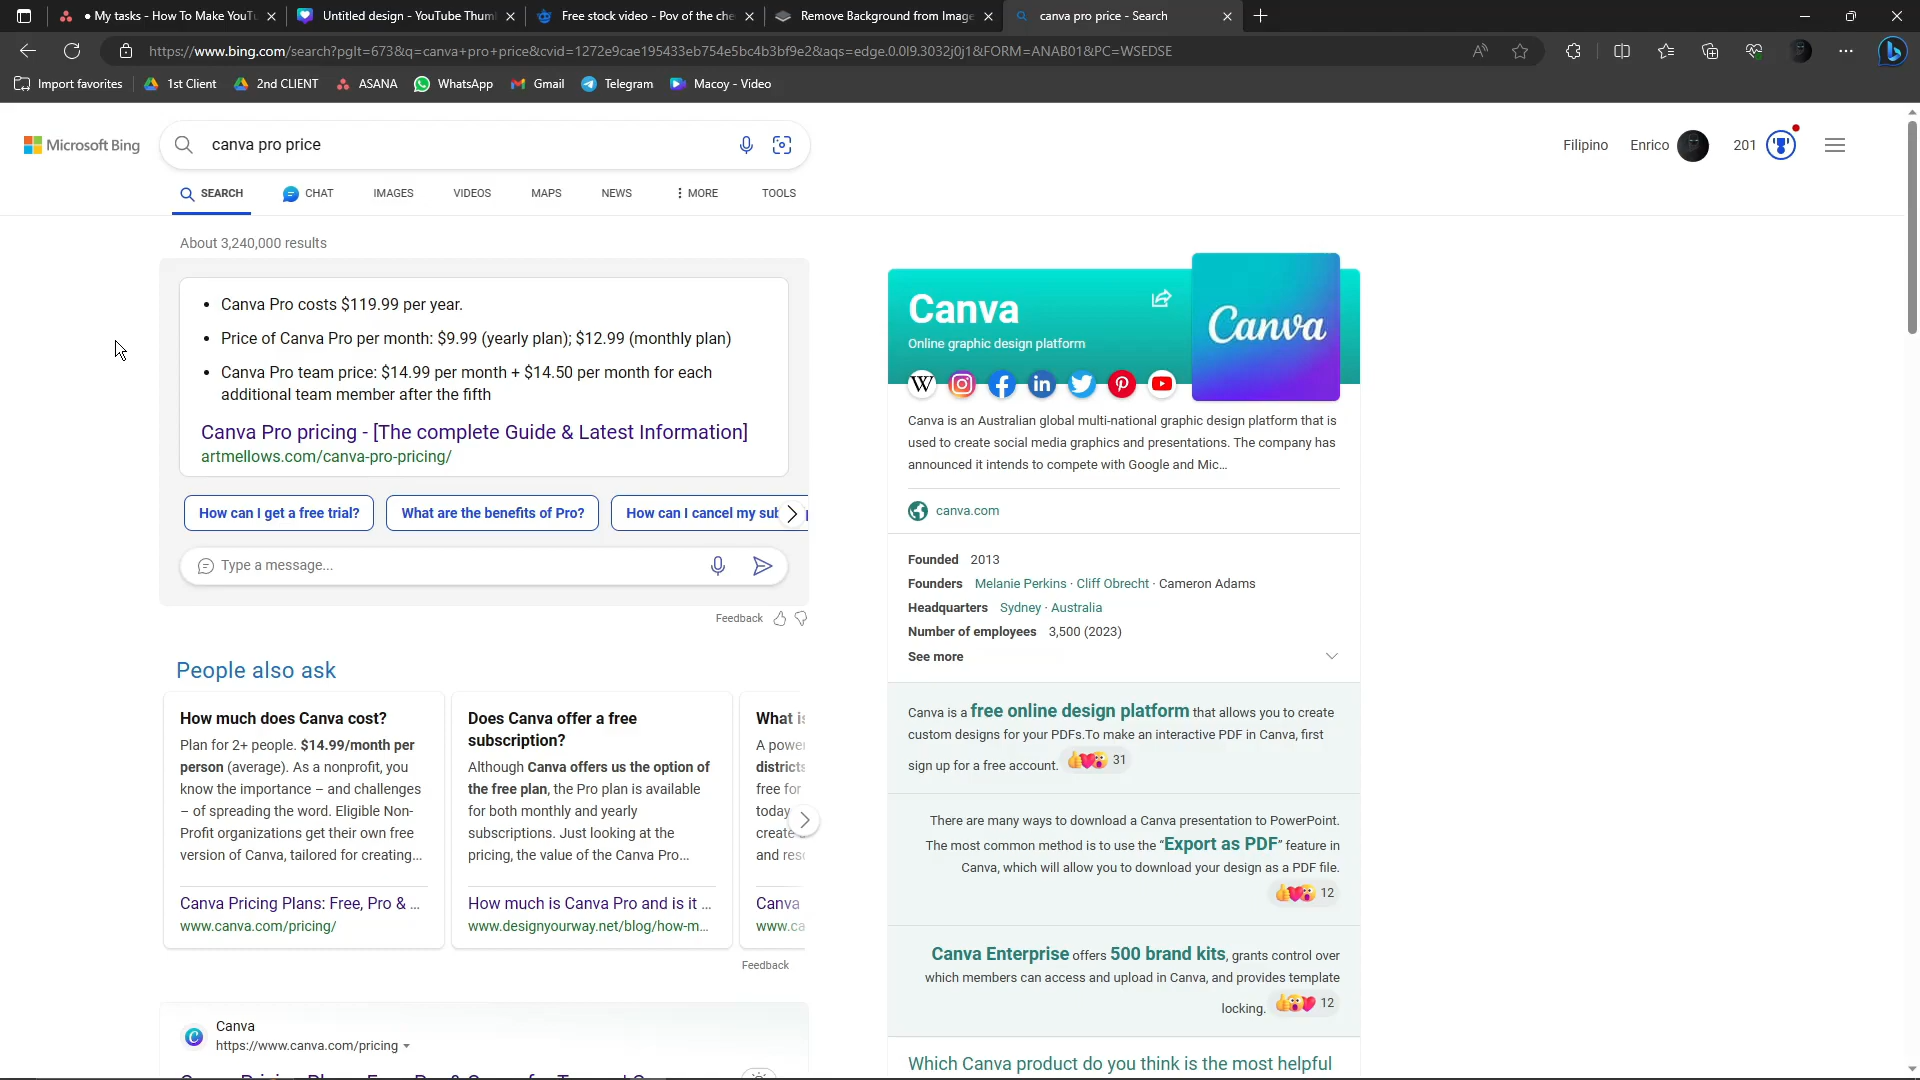 My tasks - How To Make YouTu
Untitled design - YouTube Thum
Free stock video - Pov of the che
Remove Background from Image
canva pro price - Search
https://www.bing.com/search?pglt=673&q=canva+pro+price&cvid=1272e9cae195433eb754e5bc4b3bf9e2&aqs=edge.0.0l9.3032j0j1&FORM=ANAB01&PC=WSEDSE
Import favorites
1st Client
2nd CLIENT
ASANA
WhatsApp
Gmail
Telegram
Macoy - Video
Microsoft Bing
canva pro price
Filipino
Enrico
201
SEARCH
CHAT
IMAGES
VIDEOS
MAPS
NEWS
MORE
TOOLS
About 3,240,000 results
• Canva Pro costs $119.99 per year.
• Price of Canva Pro per month: $9.99 (yearly plan); $12.99 (monthly plan)
• Canva Pro team price: $14.99 per month + $14.50 per month for each
additional team member after the fifth
Canva Pro pricing - [The complete Guide & Latest Information]
artmellows.com/canva-pro-pricing/
How can I get a free trial?
What are the benefits of Pro?
How can I cancel my sub
Type a message...
Feedback
People also ask
How much does Canva cost?
Plan for 2+ people. $14.99/month per
person (average). As a nonprofit, you
know the importance – and challenges
– of spreading the word. Eligible Non-
Profit organizations get their own free
version of Canva, tailored for creating...
Canva Pricing Plans: Free, Pro & ...
www.canva.com/pricing/
Does Canva offer a free
subscription?
Although Canva offers us the option of
the free plan, the Pro plan is available
for both monthly and yearly
subscriptions. Just looking at the
pricing, the value of the Canva Pro...
How much is Canva Pro and is it ...
www.designyourway.net/blog/how-m...
What is
A power
districts
free for
today
create
and reso
Canva
www.ca
Feedback
Canva
https://www.canva.com/pricing
Canva
Online graphic design platform
Canva
W
in
Canva is an Australian global multi-national graphic design platform that is
used to create social media graphics and presentations. The company has
announced it intends to compete with Google and Mic...
canva.com
Founded 2013
Founders Melanie Perkins · Cliff Obrecht · Cameron Adams
Headquarters Sydney · Australia
Number of employees 3,500 (2023)
See more
Canva is a free online design platform that allows you to create
custom designs for your PDFs.To make an interactive PDF in Canva, first
sign up for a free account. 31
There are many ways to download a Canva presentation to PowerPoint.
The most common method is to use the “Export as PDF” feature in
Canva, which will allow you to download your design as a PDF file.
12
Canva Enterprise offers 500 brand kits, grants control over
which members can access and upload in Canva, and provides template
locking. 12
Which Canva product do you think is the most helpful